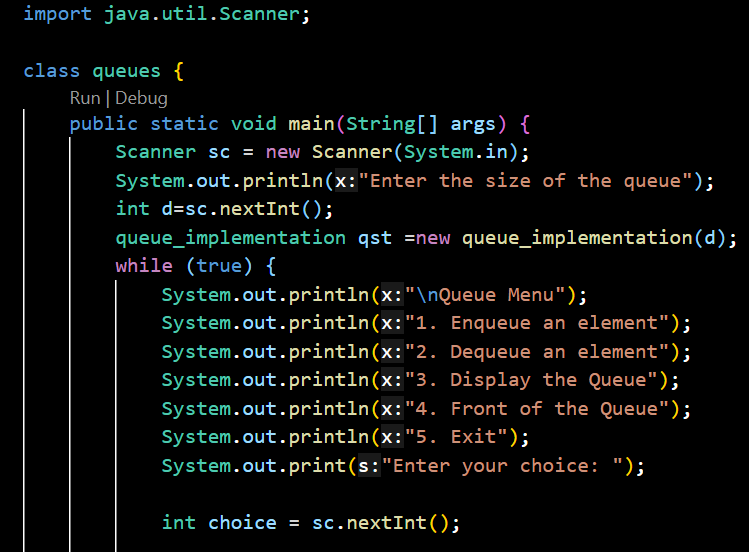 import java.util.Scanner;
class queues {
Run | Debug
public static void main(String[] args) {
Scanner sc = new Scanner(System.in);
System.out.println(x:"Enter the size of the queue");
int d=sc.nextInt();
queue_implementation qst =new queue_implementation(d);
while (true) {
System.out.println(x:"\nQueue Menu");
System.out.println(x:"1. Enqueue an element");
System.out.println(x:"2. Dequeue an element");
System.out.println(x:"3. Display the Queue");
System.out.println(x:"4. Front of the Queue");
System.out.println(x:"5. Exit");
System.out.print(s:"Enter your choice: ");
int choice = sc.nextInt();